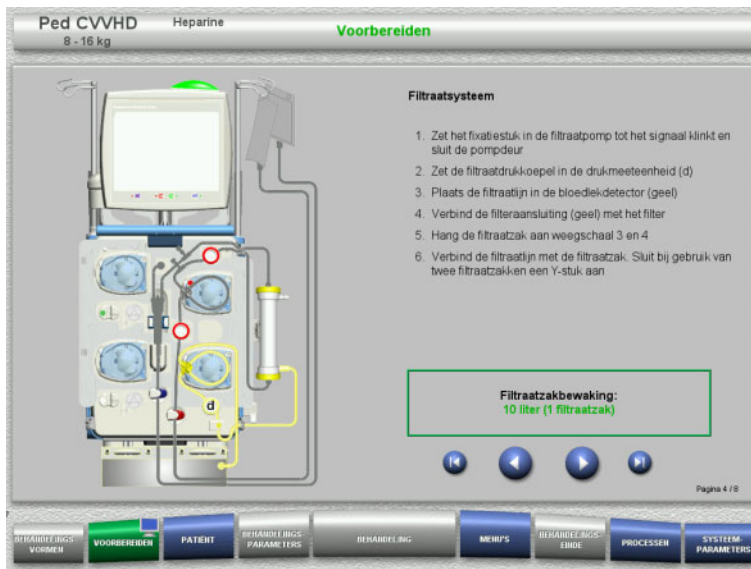 Ped CVVHD
Heparine
8 - 16 kg
Voorbereiden
Filtraatsysteem
1. Zet het fixatiestuk in de filtraatpomp tot het signaal klinkt en
sluit de pompdeur
2. Zet de filtraatdrukkoepel in de drukmeeteenheid (d)
3. Plaats de filtraatlijn in de bloedlekdetector (geel)
4. Verbind de filteraansluiting (geel) met het filter
5. Hang de filtraatzak aan weegschaal 3 en 4
6. Verbind de filtraatlijn met de filtraatzak. Sluit bij gebruik van
twee filtraatzakken een Y-stuk aan
d
Filtraatzakbewaking:
10 liter (1 filtraatzak)
Pagina 4 / 8
BEHANDELINGS-
VORMEN
VOORBEREIDEN
PATIËNT
BEHANDELINGS-
PARAMETERS
BEHANDELING
MENU'S
BEHANDELINGS-
EINDE
PROCESSEN
SYSTEEM-
PARAMETERS